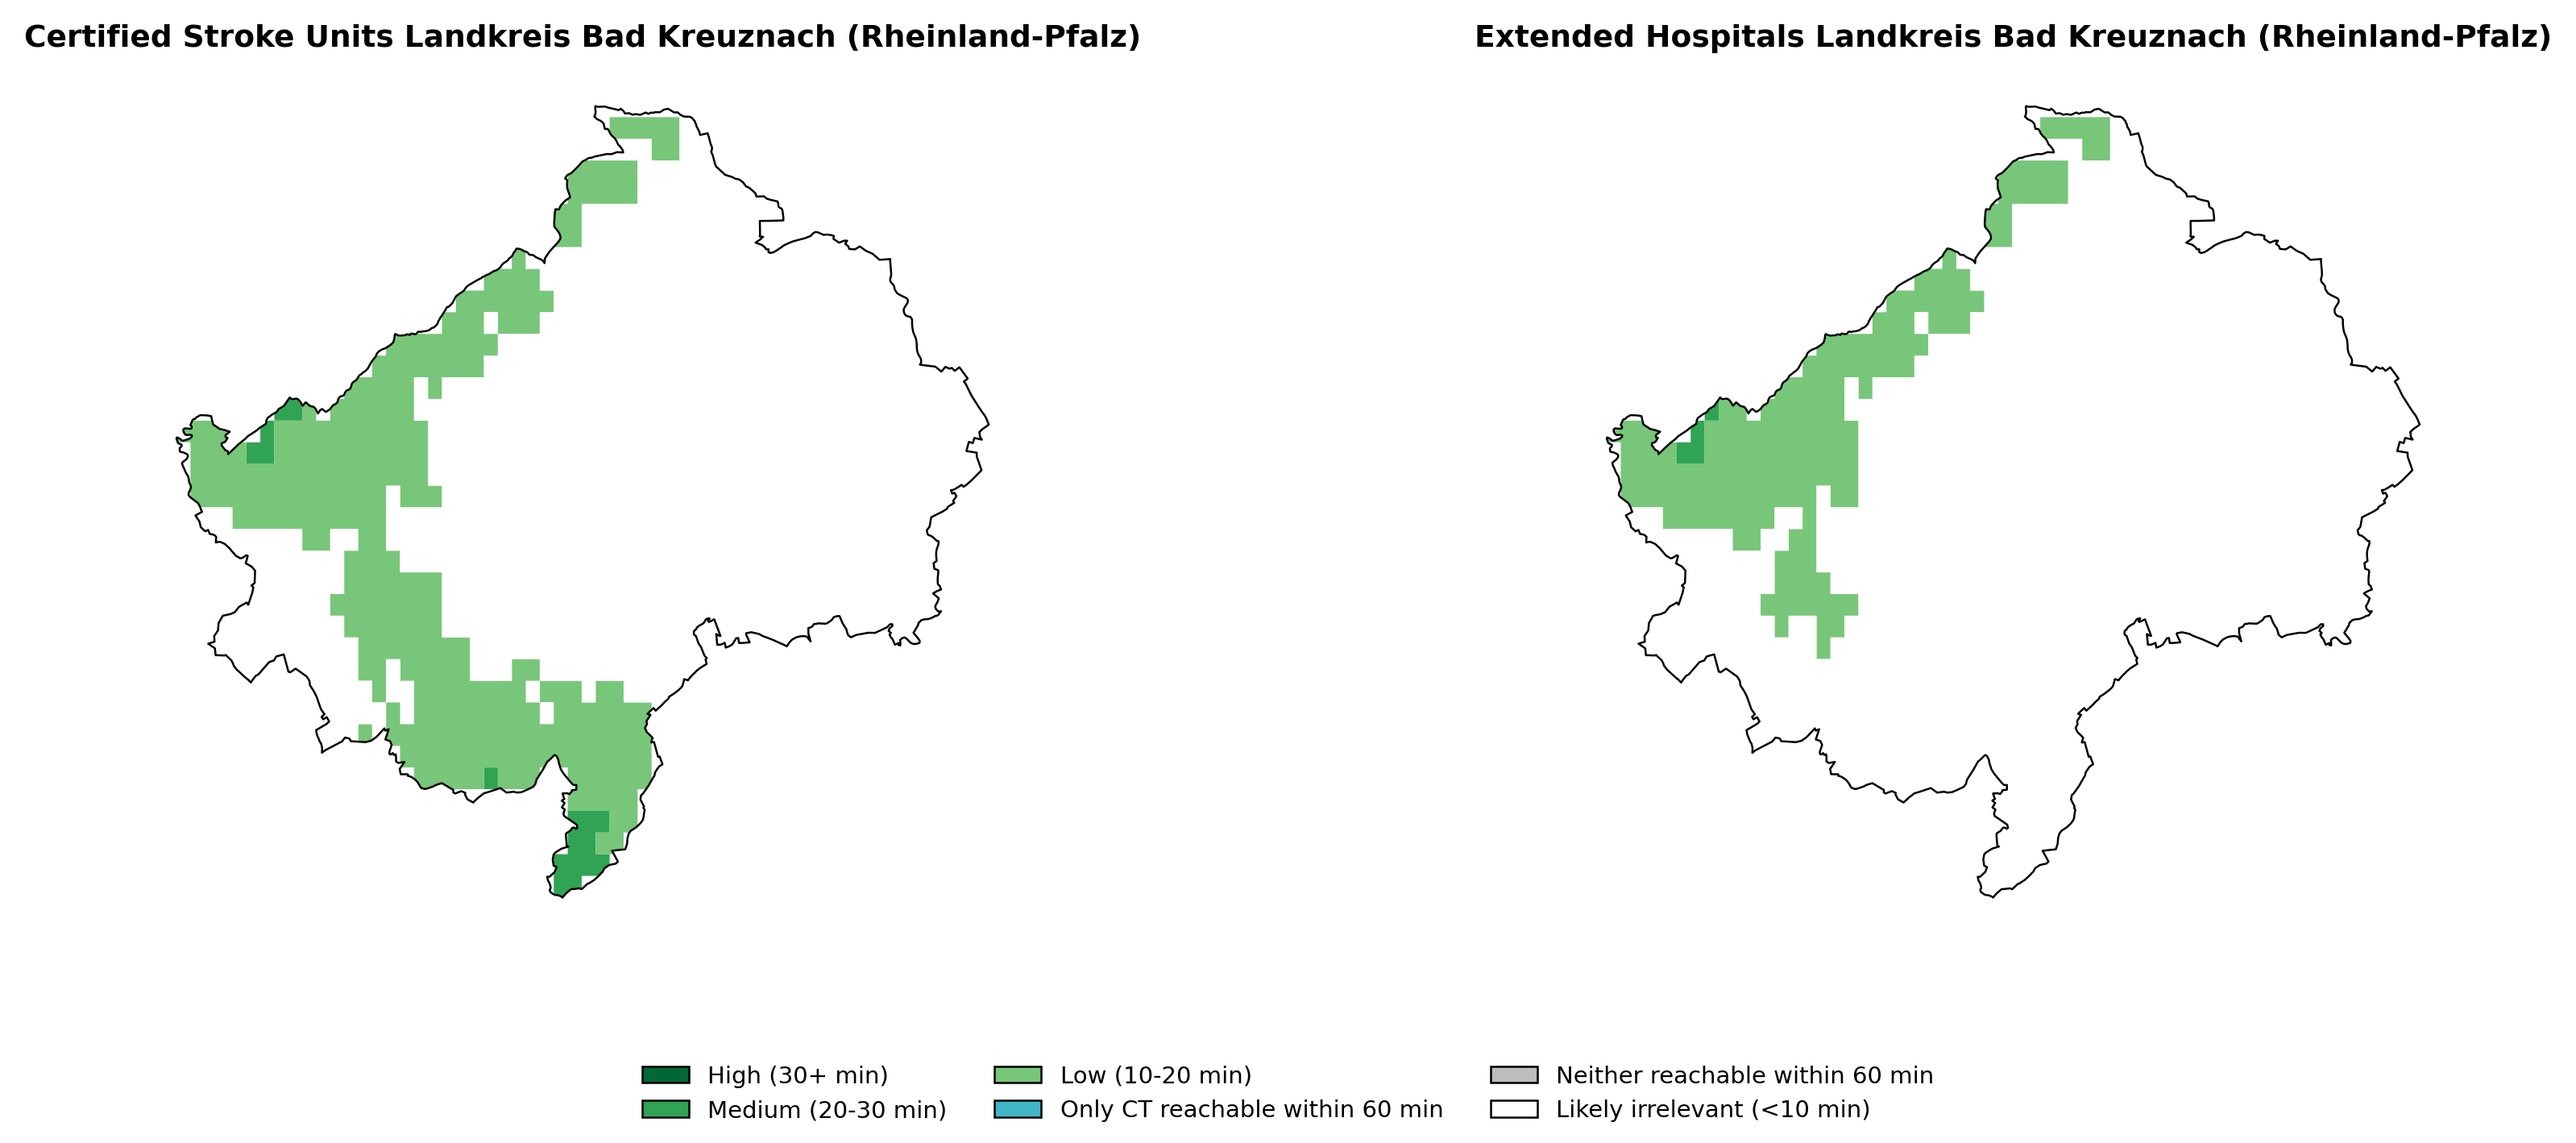 Certified Stroke Units Landkreis Bad Kreuznach (Rheinland-Pfalz)
Extended Hospitals Landkreis Bad Kreuznach (Rheinland-Pfalz)
High (30+ min)
Medium (20-30 min)
Low (10-20 min)
Only CT reachable within 60 min
Neither reachable within 60 min
Likely irrelevant (<10 min)